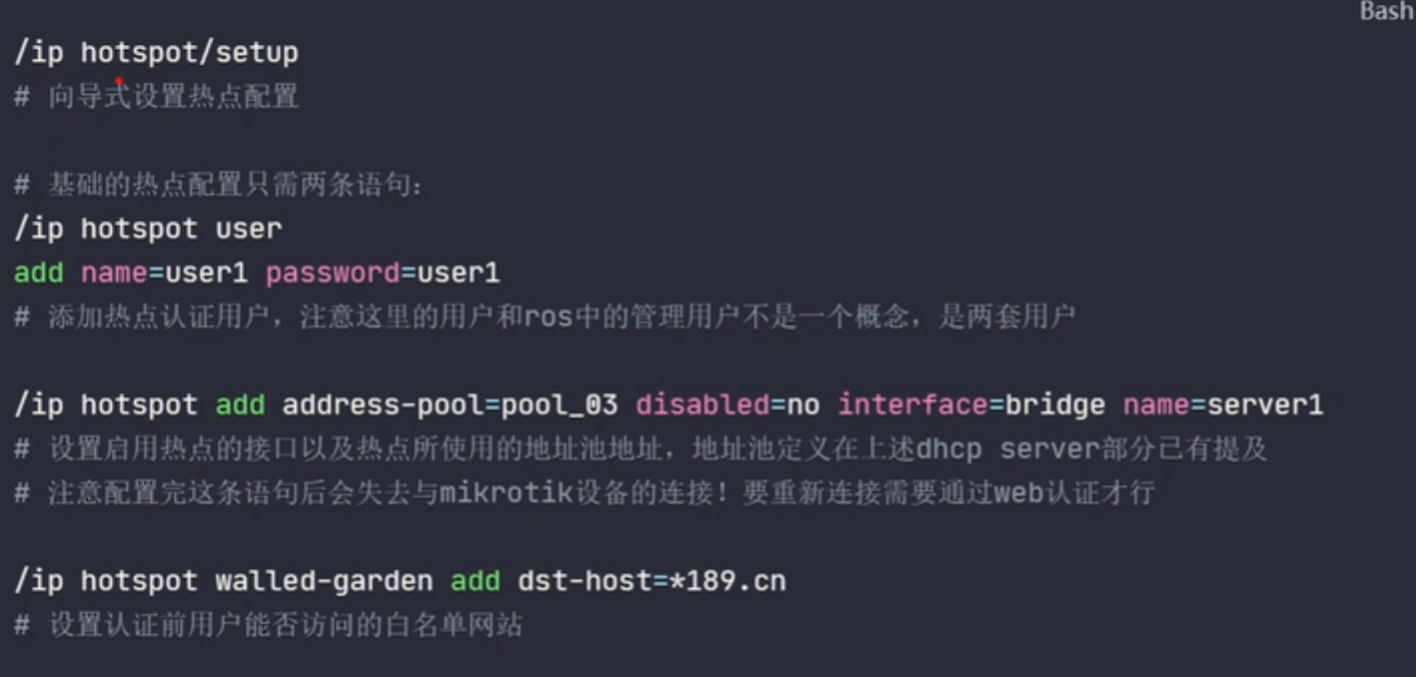 Bash
/ip hotspot/setup
# 向导式设置热点配置
# 基础的热点配置只需两条语句：
/ip hotspot user
add name=user1 password=user1
# 添加热点认证用户，注意这里的用户和ros中的管理用户不是一个概念，是两套用户
/ip hotspot add address-pool=pool_03 disabled=no interface=bridge name=server1
# 设置启用热点的接口以及热点所使用的地址池地址，地址池定义在上述dhcp server部分已有提及
# 注意配置完这条语句后会失去与mikrotik设备的连接！要重新连接需要通过web认证才行
/ip hotspot walled-garden add dst-host=*189.cn
# 设置认证前用户能否访问的白名单网站